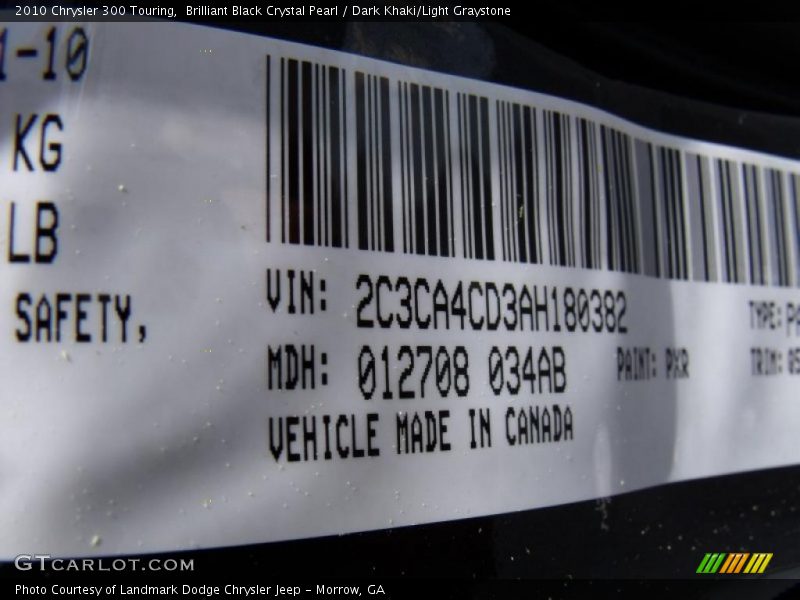 2010 Chrysler 300 Touring,  Brilliant Black Crystal Pearl / Dark Khaki/Light Graystone
-10
KG
LB
SAFETY,
VIN: 2C3CA4CD3AH180382 TYPE:
MDH: 012708 034AB PAINT: PXR TRIM:
VEHICLE MADE IN CANADA
GTCARLOT.COM
Photo Courtesy of Landmark Dodge Chrysler Jeep - Morrow, GA